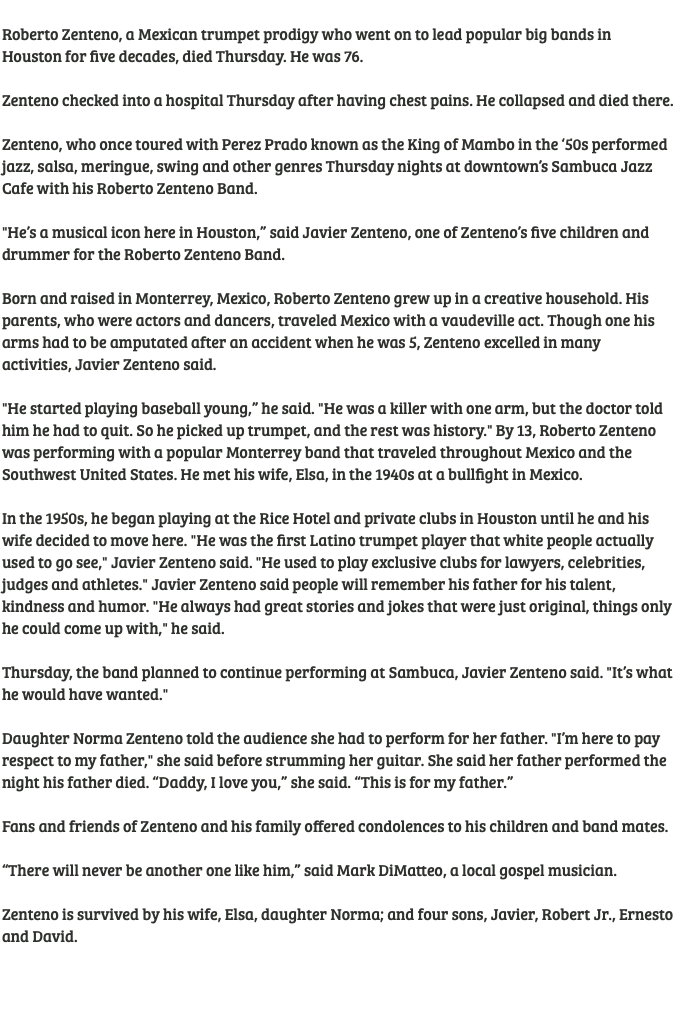 Roberto Zenteno, a Mexican trumpet prodigy who went on to lead popular big bands in
Houston for five decades, died Thursday. He was 76.
Zenteno checked into a hospital Thursday after having chest pains. He collapsed and died there.
Zenteno, who once toured with Perez Prado known as the King of Mambo in the ‘50s performed
jazz, salsa, meringue, swing and other genres Thursday nights at downtown’s Sambuca Jazz
Cafe with his Roberto Zenteno Band.
"He’s a musical icon here in Houston,” said Javier Zenteno, one of Zenteno’s five children and
drummer for the Roberto Zenteno Band.
Born and raised in Monterrey, Mexico, Roberto Zenteno grew up in a creative household. His
parents, who were actors and dancers, traveled Mexico with a vaudeville act. Though one his
arms had to be amputated after an accident when he was 5, Zenteno excelled in many
activities, Javier Zenteno said.
"He started playing baseball young,” he said. "He was a killer with one arm, but the doctor told
him he had to quit. So he picked up trumpet, and the rest was history." By 13, Roberto Zenteno
was performing with a popular Monterrey band that traveled throughout Mexico and the
Southwest United States. He met his wife, Elsa, in the 1940s at a bullfight in Mexico.
In the 1950s, he began playing at the Rice Hotel and private clubs in Houston until he and his
wife decided to move here. "He was the first Latino trumpet player that white people actually
used to go see," Javier Zenteno said. "He used to play exclusive clubs for lawyers, celebrities,
judges and athletes." Javier Zenteno said people will remember his father for his talent,
kindness and humor. "He always had great stories and jokes that were just original, things only
he could come up with," he said.
Thursday, the band planned to continue performing at Sambuca, Javier Zenteno said. "It’s what
he would have wanted."
Daughter Norma Zenteno told the audience she had to perform for her father. "I’m here to pay
respect to my father," she said before strumming her guitar. She said her father performed the
night his father died. “Daddy, I love you,” she said. “This is for my father.”
Fans and friends of Zenteno and his family offered condolences to his children and band mates.
“There will never be another one like him,” said Mark DiMatteo, a local gospel musician.
Zenteno is survived by his wife, Elsa, daughter Norma; and four sons, Javier, Robert Jr., Ernesto
and David.